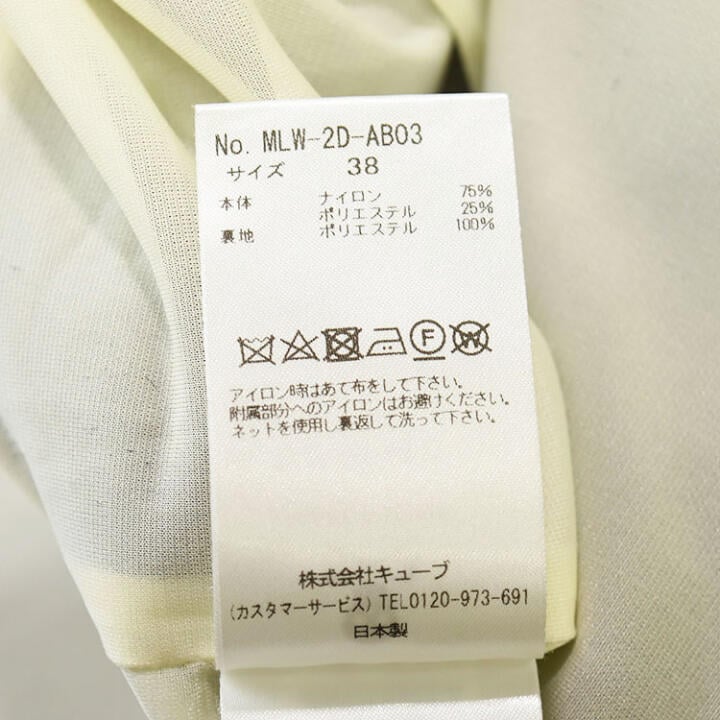 No. MLW-2D-AB03
サイズ 38
本体 ナイロン 75%
ポリエステル 25%
裏地 ポリエステル 100%
F W
アイロン時はあて布をして下さい。
附属部分へのアイロンはお避けください。
ネットを使用し裏返して洗って下さい。
株式会社キューブ
(カスタマーサービス) TEL0120-973-691
日本製